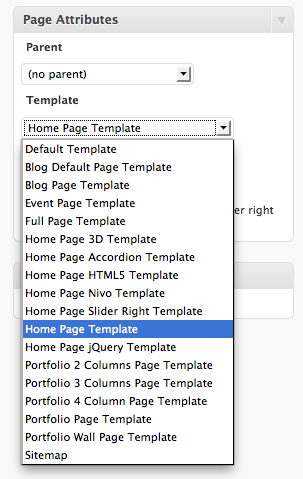 Page Attributes
Parent
(no parent)
Template
Home Page Template
Default Template
Blog Default Page Template
Blog Page Template
Event Page Template
Full Page Template
er right
Home Page 3D Template
Home Page Accordion Template
Home Page HTML5 Template
Home Page Nivo Template
Home Page Slider Right Template
Home Page Template
Home Page jQuery Template
Portfolio 2 Columns Page Template
Portfolio 3 Columns Page Template
Portfolio 4 Column Page Template
Portfolio Page Template
Portfolio Wall Page Template
Sitemap